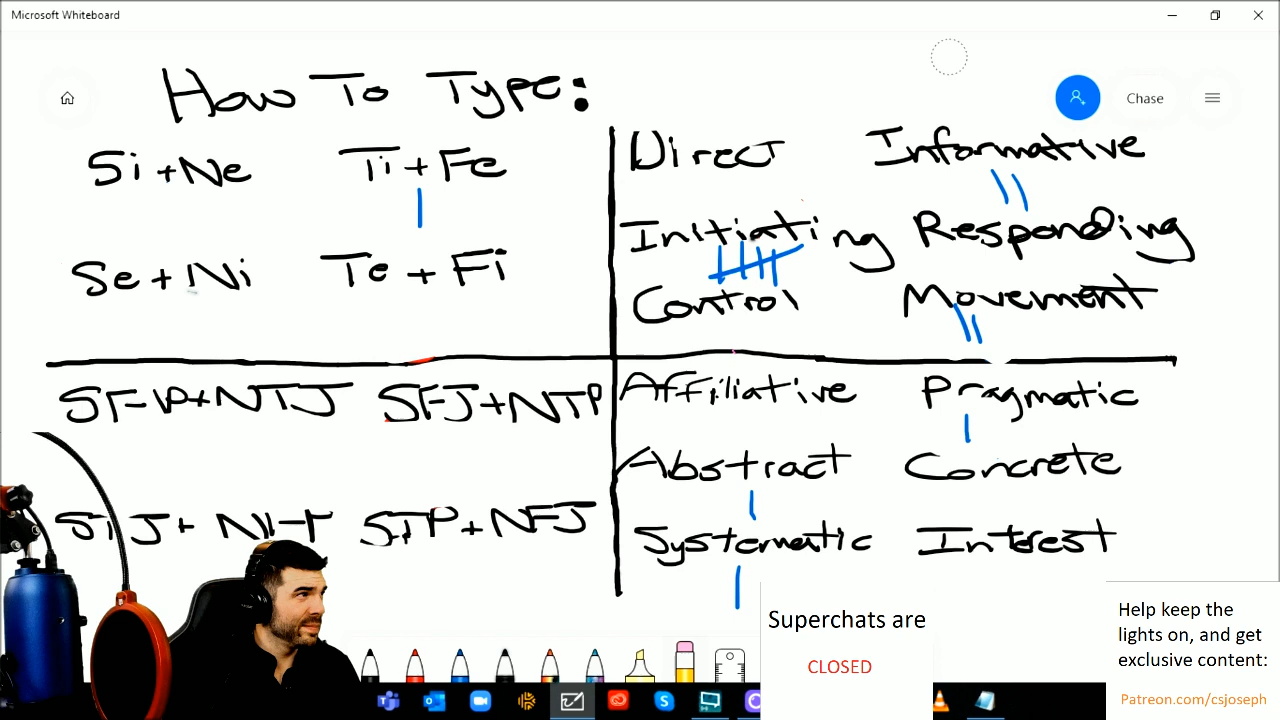 Microsoft Whiteboard
How To Type:
Chase
Si + Ne Ti + Fe
Se + Ni Te + Fi
Direct Informative
Initiating Responding
Control Movement
SFP + NTJ SFJ + NTP
STP + NFJ
Affiliative Pragmatic
Abstract Concrete
Systematic Interest
Superchats are
CLOSED
Help keep the
lights on, and get
exclusive content:
Patreon.com/csjoseph